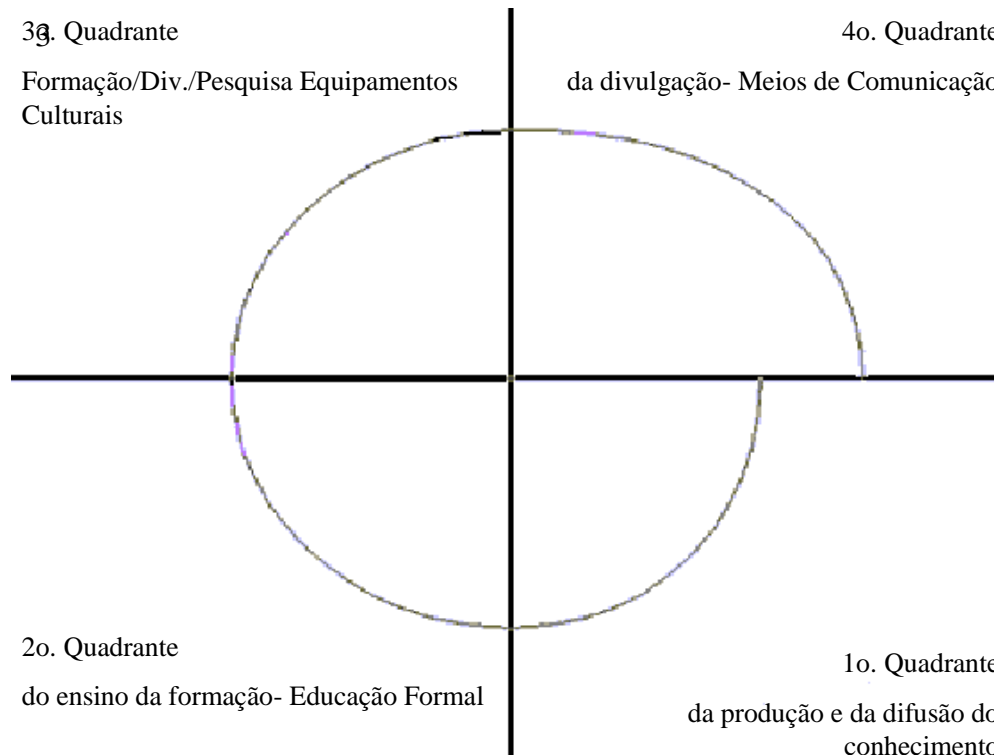 3o. Quadrante
Formação/Div./Pesquisa Equipamentos
Culturais
4o. Quadrante
da divulgação- Meios de Comunicação
2o. Quadrante
do ensino da formação- Educação Formal
1o. Quadrante
da produção e da difusão do
conhecimento